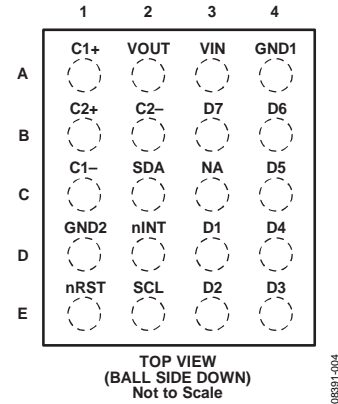 1 2 3 4
C1+ VOUT VIN GND1
A
C2+ C2– D7 D6
B
C1– SDA NA D5
C
GND2 nINT D1 D4
D
nRST SCL D2 D3
E
TOP VIEW
(BALL SIDE DOWN)
Not to Scale
08391-004